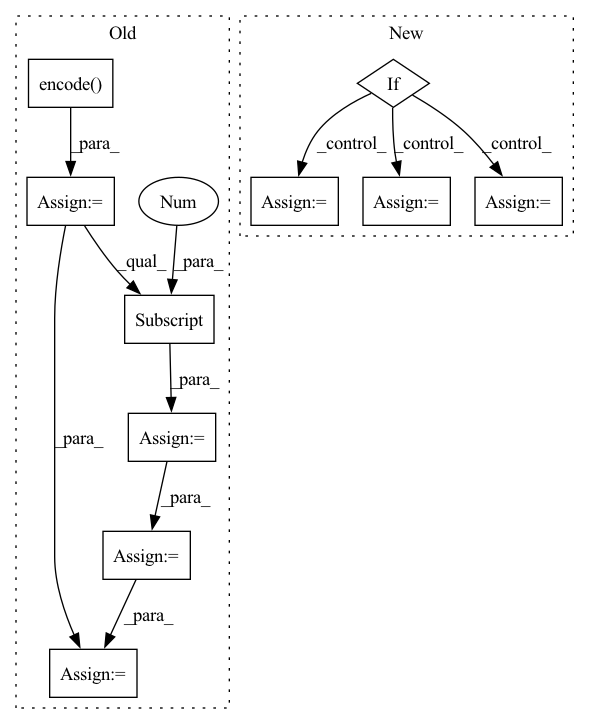 Old
New
encode()
If
_para_
_control_
_control_
_control_
Assign:=
Num
Assign:=
Assign:=
Assign:=
_qual_
_para_
Subscript
_para_
_para_
Assign:=
_para_
Assign:=
_para_
Assign:=